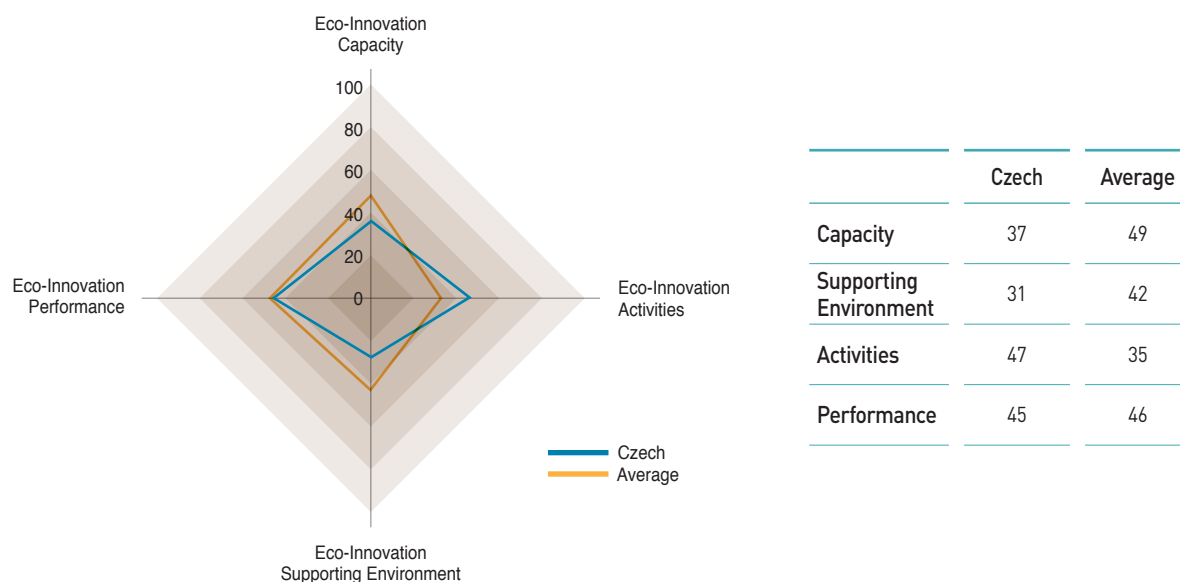 Eco-Innovation
Capacity
100
80
60
40
20
0
Eco-Innovation
Performance
Eco-Innovation
Activities
Eco-Innovation
Supporting Environment
Czech
Average
Czech Average
Capacity 37 49
Supporting
Environment 31 42
Activities 47 35
Performance 45 46